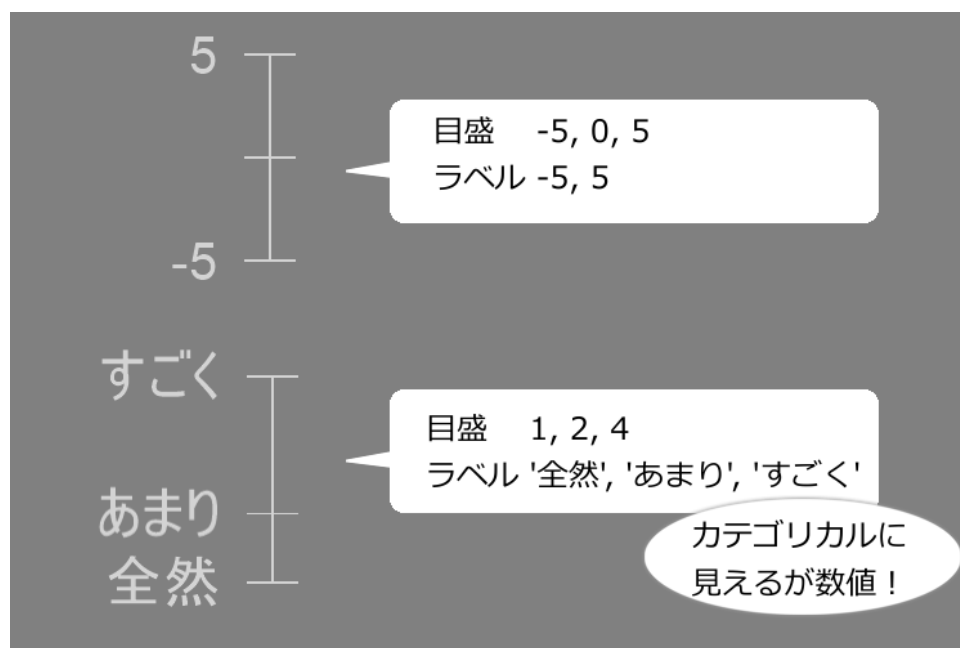 5
-5
目盛 -5, 0, 5
ラベル -5, 5
すごく
あまり
全然
目盛 1, 2, 4
ラベル '全然', 'あまり', 'すごく'
カテゴリカルに
見えるが数値！